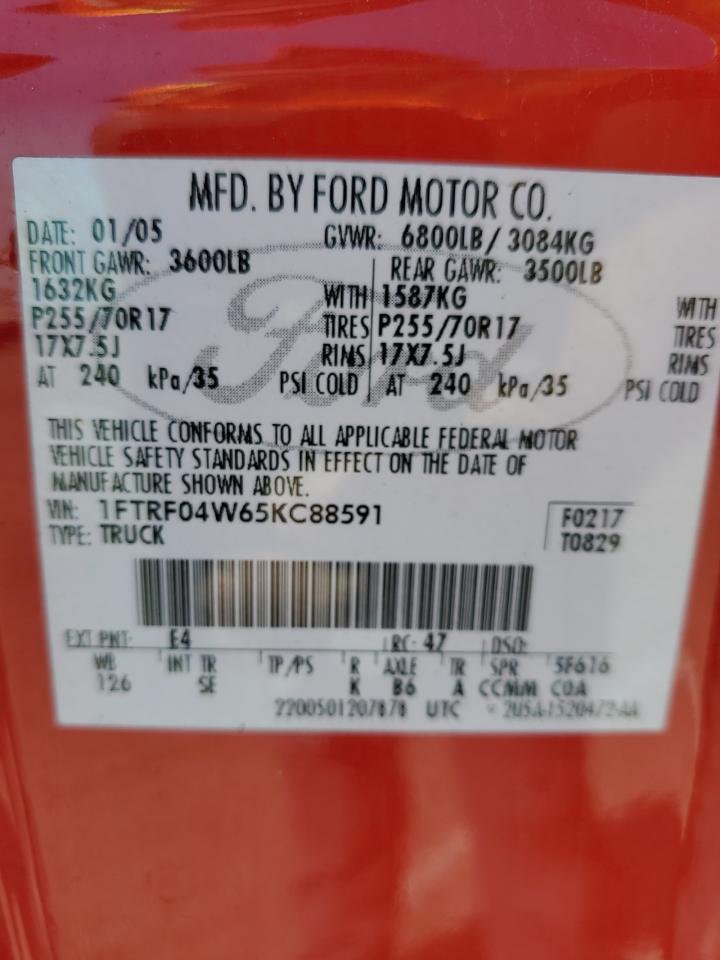 MFD. BY FORD MOTOR CO.
DATE: 01/05 GVWR: 6800LB / 3084KG
FRONT GAWR: 3600LB REAR GAWR: 3500LB
1632KG WITH 1587KG WITH
P255/70R17 TIRES P255/70R17 TIRES
17X7.5J RIMS 17X7.5J RIMS
AT 240 kPa/35 PSI COLD AT 240 kPa/35 PSI COLD
Ford
THIS VEHICLE CONFORMS TO ALL APPLICABLE FEDERAL MOTOR
VEHICLE SAFETY STANDARDS IN EFFECT ON THE DATE OF
MANUFACTURE SHOWN ABOVE.
VIN: 1FTRF04W65KC88591 F0217
TYPE: TRUCK T0829
EXT PNT: E4 RC: 47 DSO:
WB INT TR TP/PS R AXLE TR SPR 5F616
126 SE K B6 A CCMM COA
2200501207878 UTC